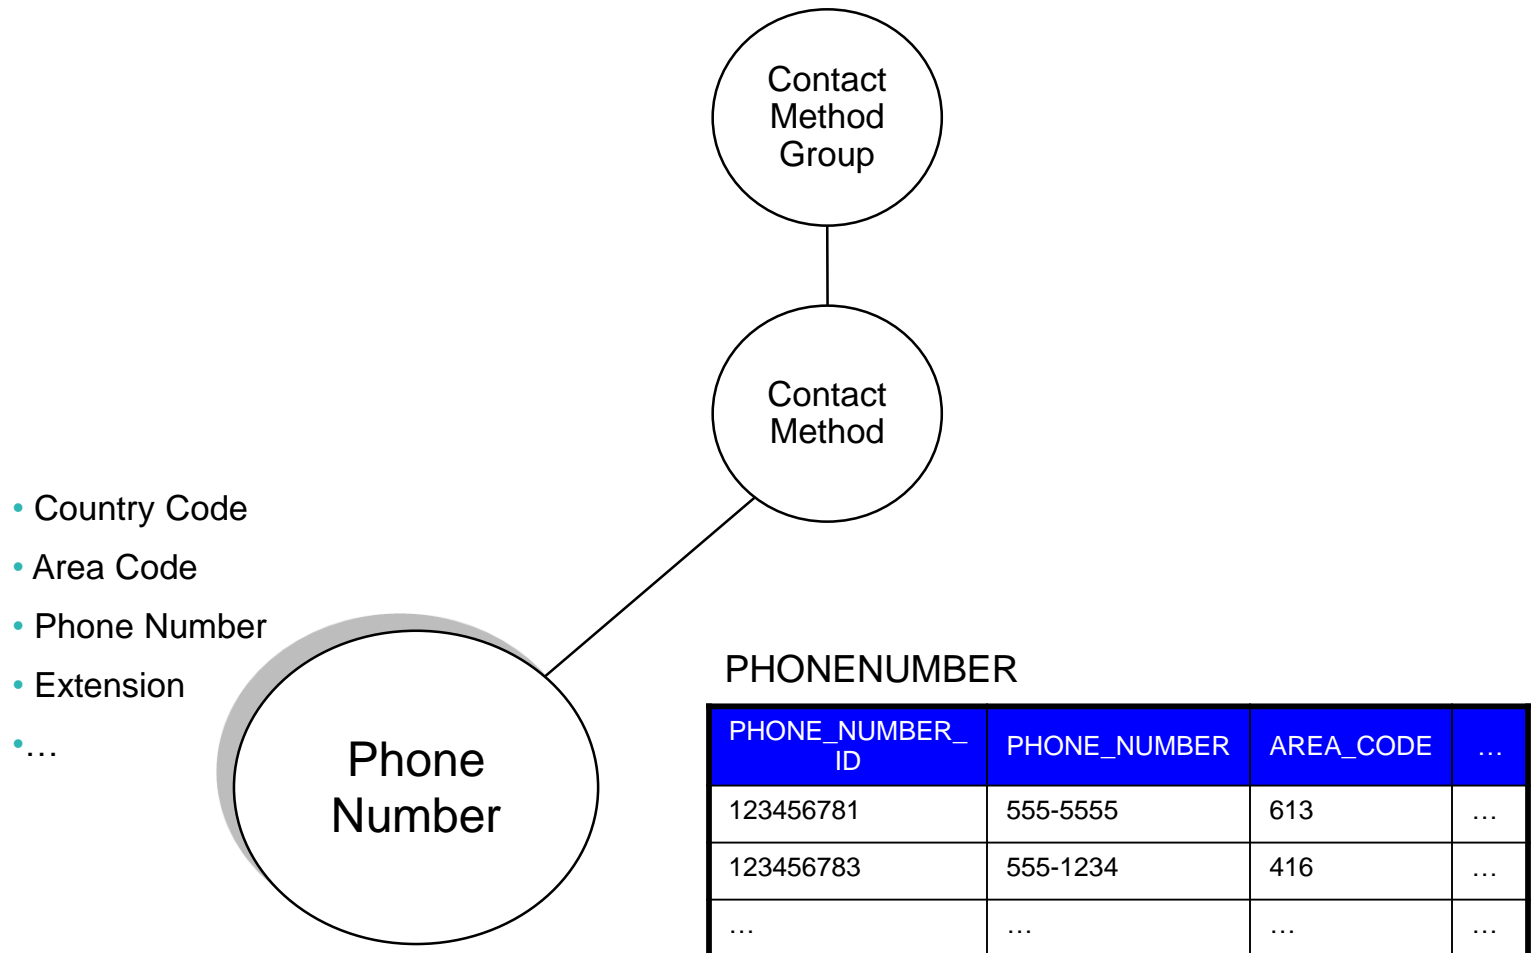 Contact
Method
Group
Contact
Method
• Country Code
• Area Code
• Phone Number
• Extension
•…
Phone
Number
PHONENUMBER
PHONE_NUMBER_
ID
PHONE_NUMBER
AREA_CODE
…
123456781 555-5555 613 …
123456783 555-1234 416 …
… … … …